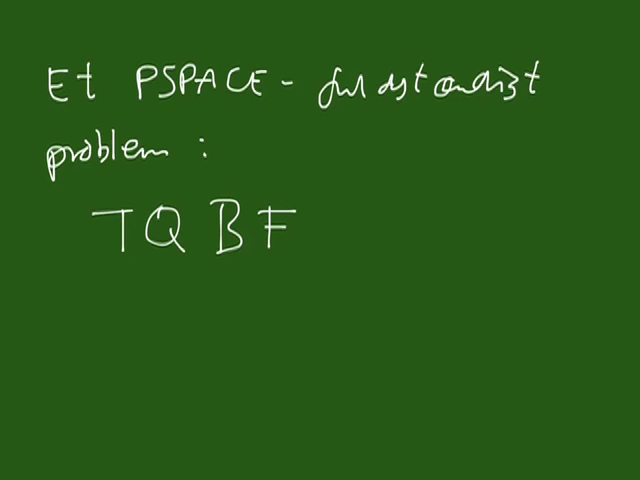 Et PSPACE - fuldstændigt
problem :
TQBF